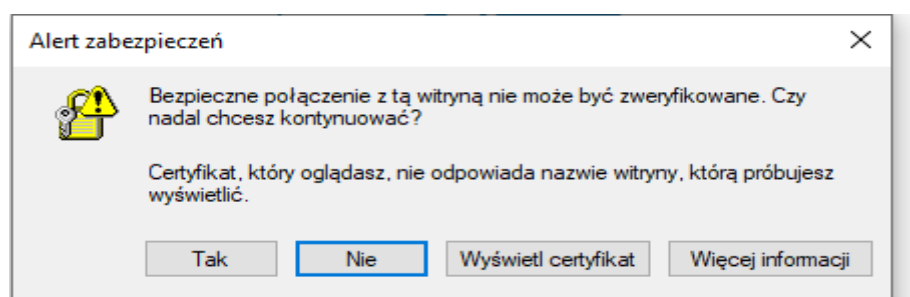 Alert zabezpieczeń
Bezpieczne połączenie z tą witryną nie może być zweryfikowane. Czy
nadal chcesz kontynuować?
Certyfikat, który oglądasz, nie odpowiada nazwie witryny, którą próbujesz
wyświetlić.
Tak Nie Wyświetl certyfikat Więcej informacji